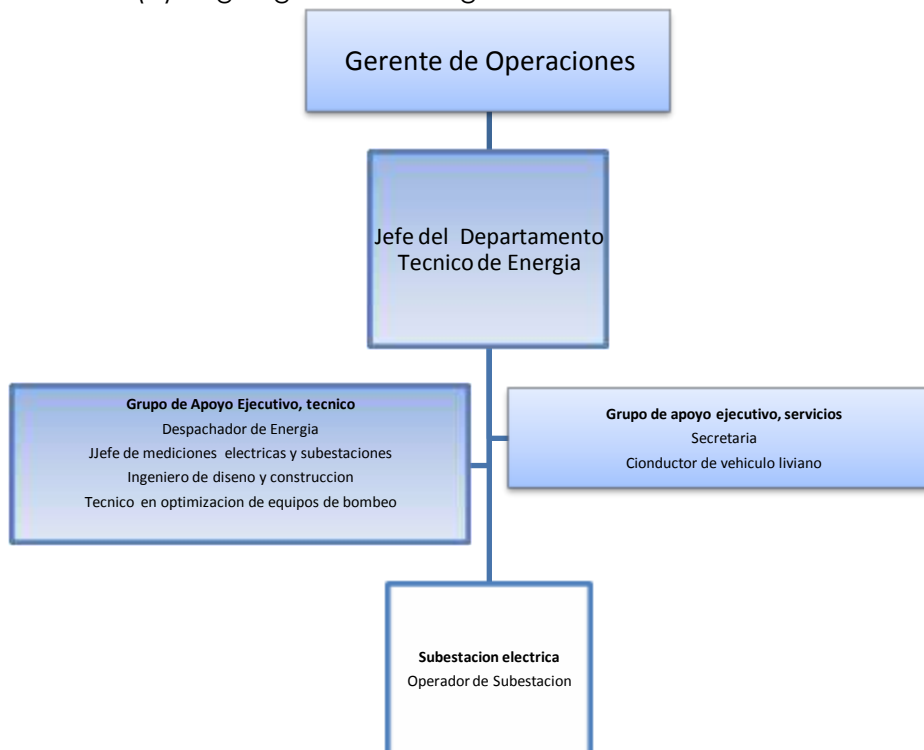 Gerente de Operaciones
Jefe del Departamento
Tecnico de Energia
Grupo de Apoyo Ejecutivo, tecnico
Despachador de Energia
JJefe de mediciones electricas y subestaciones
Ingeniero de diseno y construccion
Tecnico en optimizacion de equipos de bombeo
Grupo de apoyo ejecutivo, servicios
Secretaria
Cionductor de vehiculo liviano
Subestacion electrica
Operador de Subestacion